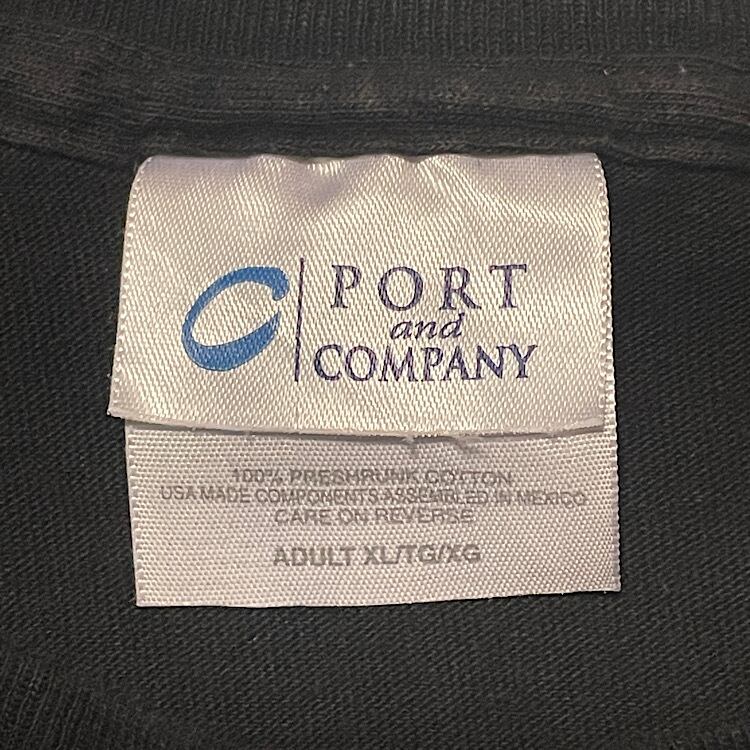 PORT
and
COMPANY
100% PRESHRUNK COTTON
USA MADE COMPONENTS ASSEMBLED IN MEXICO
CARE ON REVERSE
ADULT XL/TG/XG